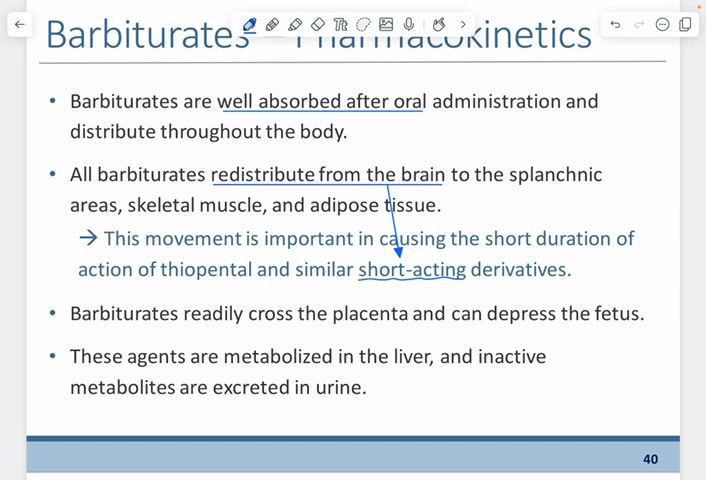 Barbiturates - Pharmacokinetics
• Barbiturates are well absorbed after oral administration and
distribute throughout the body.
• All barbiturates redistribute from the brain to the splanchnic
areas, skeletal muscle, and adipose tissue.
→ This movement is important in causing the short duration of
action of thiopental and similar short-acting derivatives.
• Barbiturates readily cross the placenta and can depress the fetus.
• These agents are metabolized in the liver, and inactive
metabolites are excreted in urine.
40